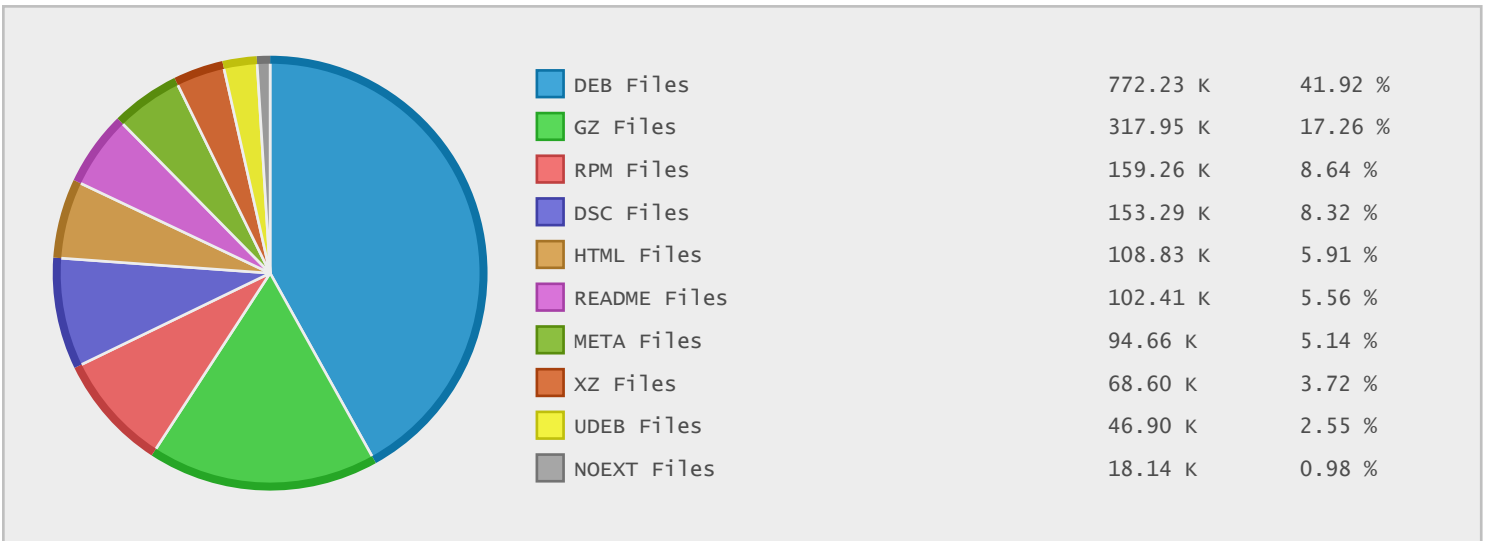 DEB Files 772.23 K 41.92 %
GZ Files 317.95 K 17.26 %
RPM Files 159.26 K 8.64 %
DSC Files 153.29 K 8.32 %
HTML Files 108.83 K 5.91 %
README Files 102.41 K 5.56 %
META Files 94.66 K 5.14 %
XZ Files 68.60 K 3.72 %
UDEB Files 46.90 K 2.55 %
NOEXT Files 18.14 K 0.98 %